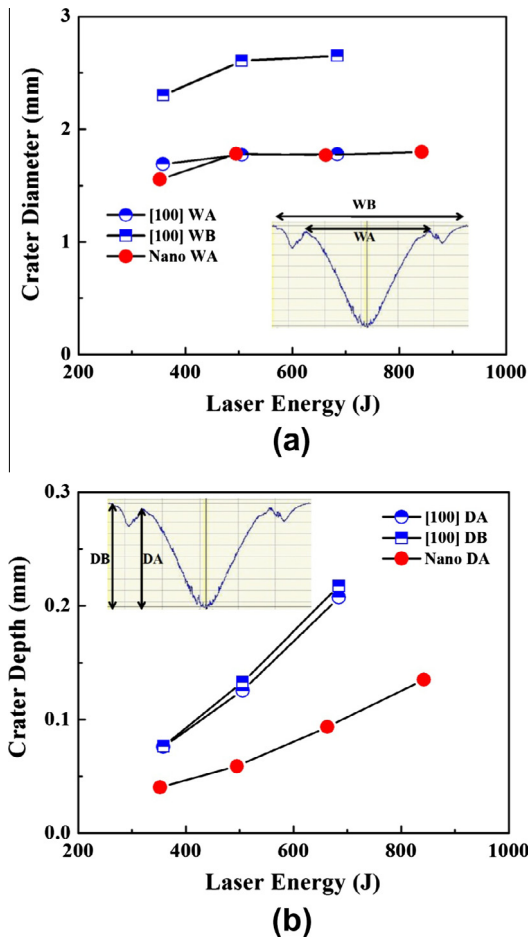 3
2
1
0
Crater Diameter (mm)
[100] WA
[100] WB
Nano WA
WB
WA
200 400 600 800 1000
Laser Energy (J)
(a)
0.3
0.2
0.1
0.0
Crater Depth (mm)
DB DA
[100] DA
[100] DB
Nano DA
200 400 600 800 1000
Laser Energy (J)
(b)